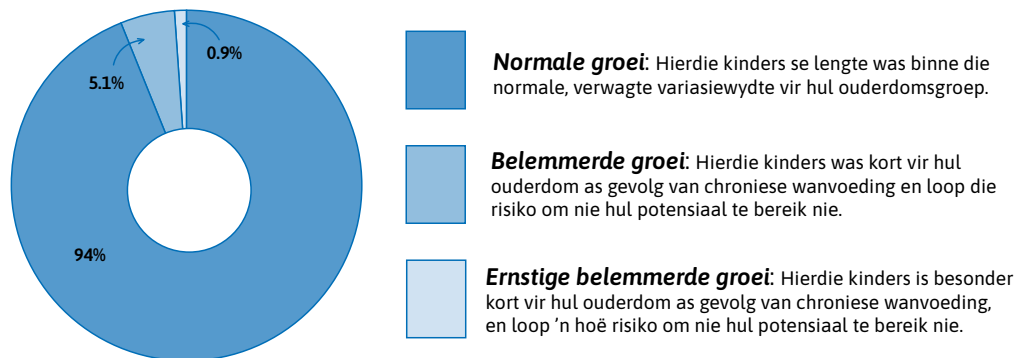 0.9%
5.1%
94%
Normale groei: Hierdie kinders se lengte was binne die
normale, verwagte variasiewydte vir hul ouderdomsgroep.
Belemmerde groei: Hierdie kinders was kort vir hul
ouderdom as gevolg van chroniese wanvoeding en loop die
risiko om nie hul potensiaal te bereik nie.
Ernstige belemmerde groei: Hierdie kinders is besonder
kort vir hul ouderdom as gevolg van chroniese wanvoeding,
en loop ’n hoë risiko om nie hul potensiaal te bereik nie.